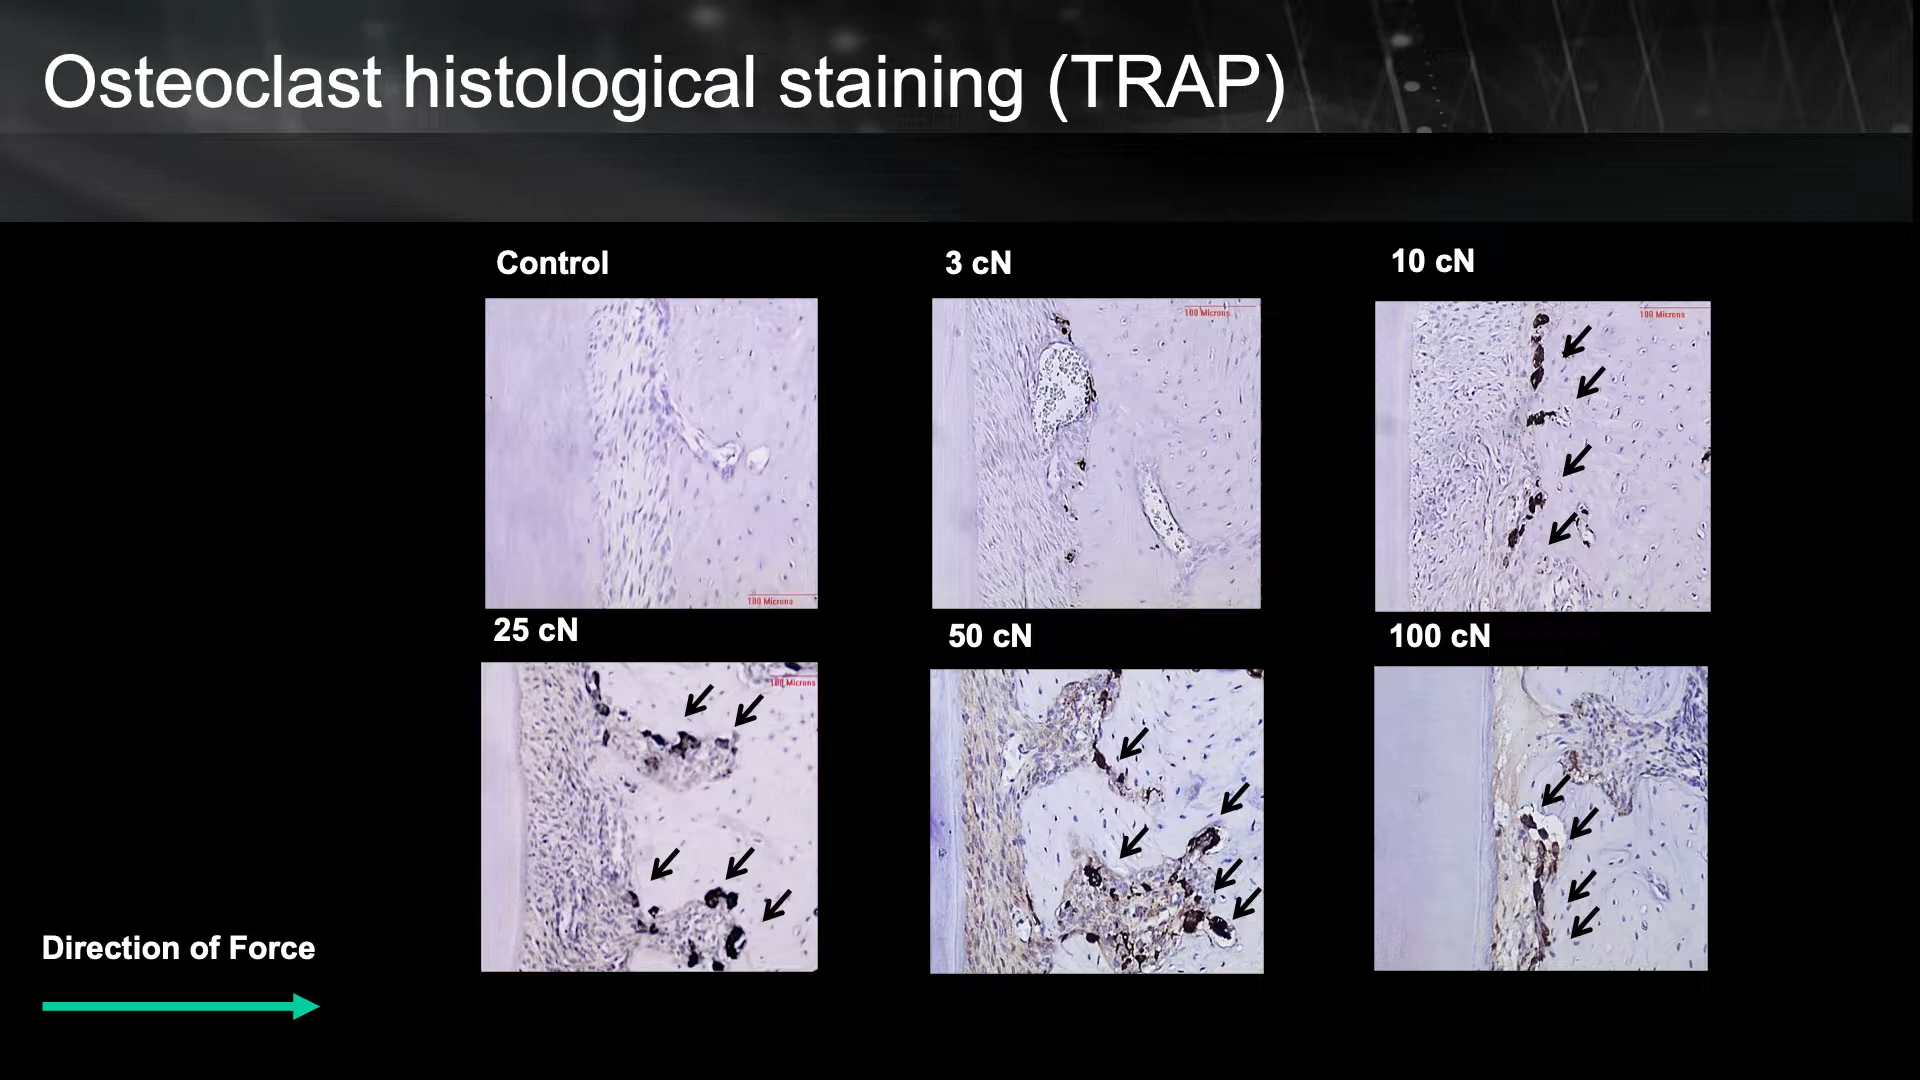 Osteoclast histological staining (TRAP)
Control
3 cN
10 cN
100 Microns
100 Microns
100 Microns
25 cN
50 cN
100 cN
100 Microns
Direction of Force